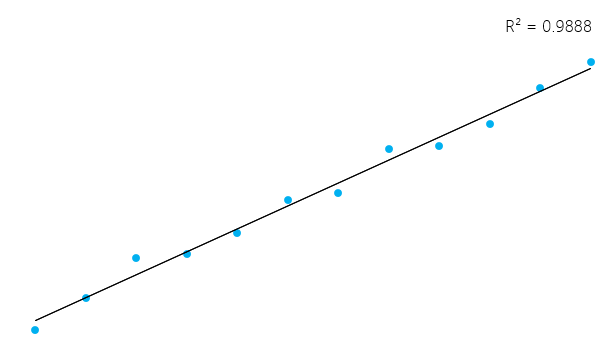 R² = 0.9888